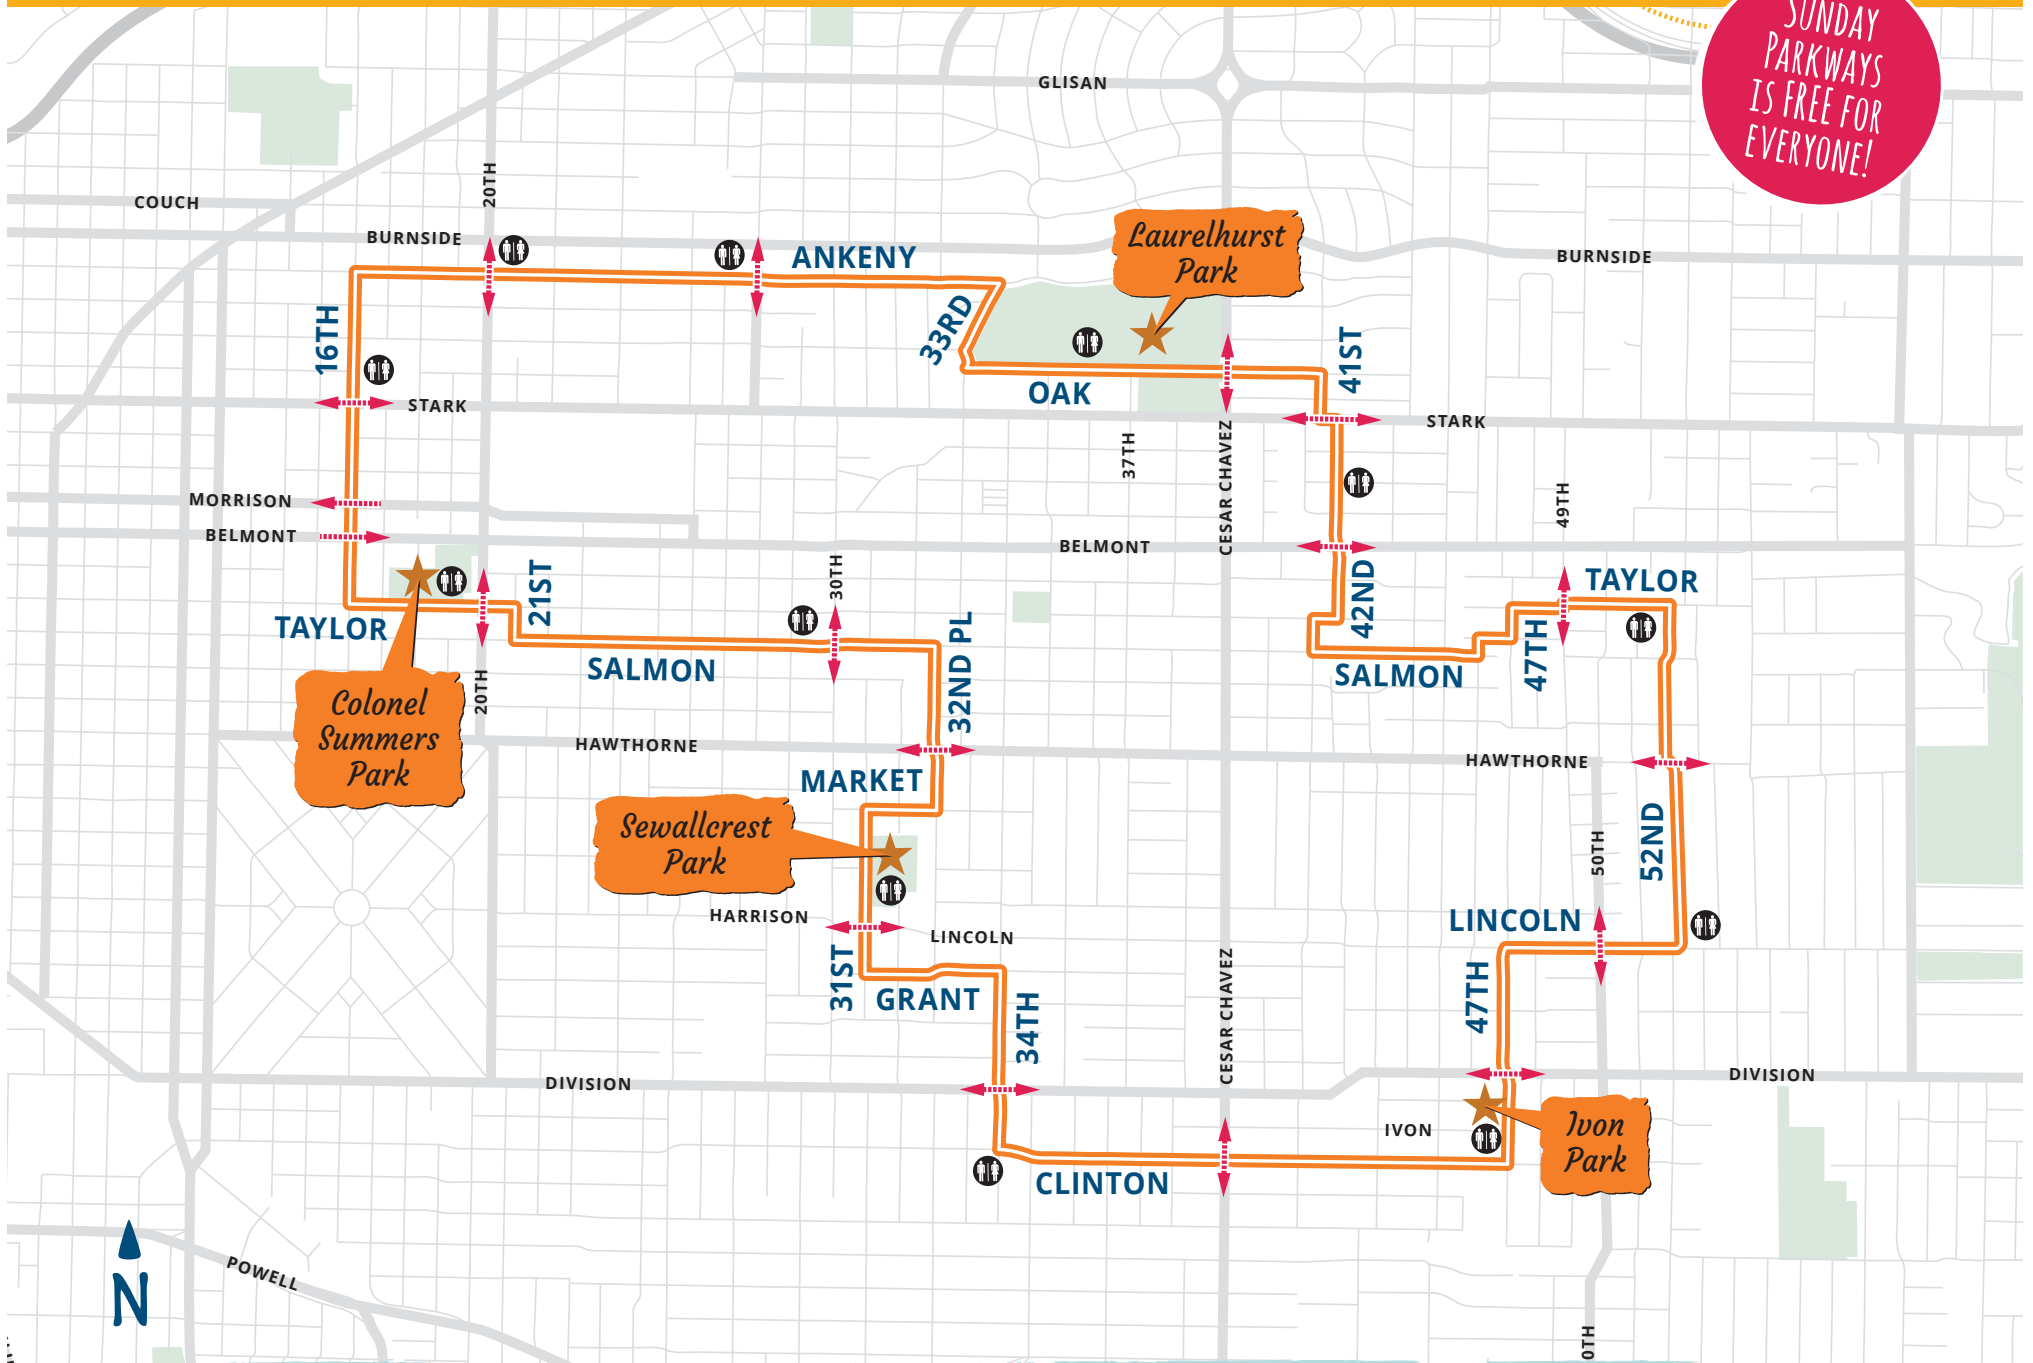 SUNDAY
PARKWAYS
IS FREE FOR
EVERYONE!
GLISAN
COUCH
20TH
BURNSIDE
ANKENY
Laurelhurst
Park
BURNSIDE
16TH
33RD
41ST
STARK
OAK
STARK
37TH
CESAR CHAVEZ
49TH
MORRISON
BELMONT
BELMONT
30TH
21ST
42ND
TAYLOR
TAYLOR
SALMON
32ND PL
SALMON
47TH
20TH
Colonel
Summers
Park
HAWTHORNE
HAWTHORNE
MARKET
Sewallcrest
Park
50TH
52ND
HARRISON
LINCOLN
LINCOLN
31ST
GRANT
34TH
CESAR CHAVEZ
47TH
DIVISION
DIVISION
IVON
Ivon
Park
CLINTON
POWELL
N
0TH